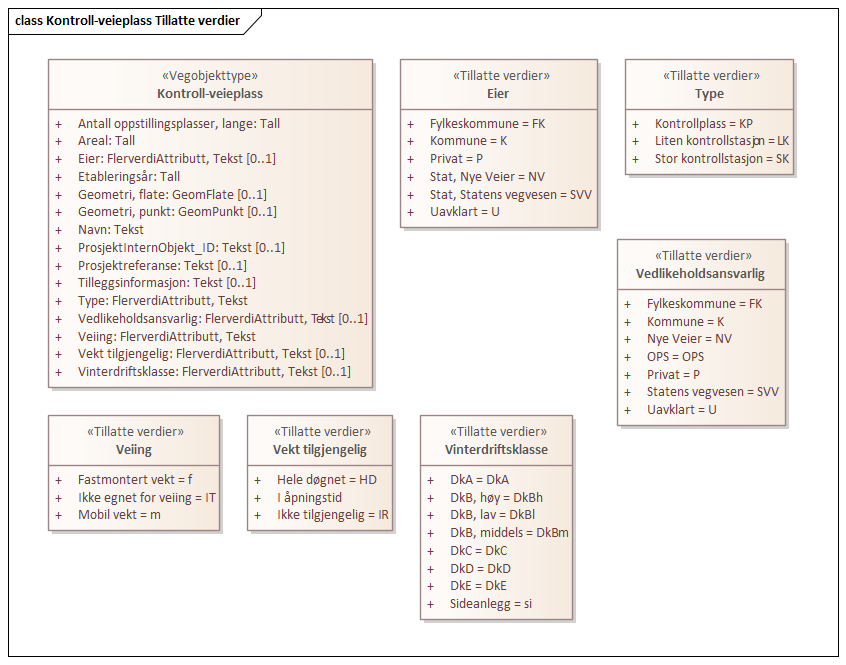 class Kontroll-veieplass Tillatte verdier
«Vegobjekttype»
Kontroll-veieplass
+ Antall oppstillingsplasser, lange: Tall
+ Areal: Tall
+ Eier: FlerverdiAttributt, Tekst [0..1]
+ Etableringsår: Tall
+ Geometri, flate: GeomFlate [0..1]
+ Geometri, punkt: GeomPunkt [0..1]
+ Navn: Tekst
+ ProsjektInternObjekt_ID: Tekst [0..1]
+ Prosjektreferanse: Tekst [0..1]
+ Tilleggsinformasjon: Tekst [0..1]
+ Type: FlerverdiAttributt, Tekst
+ Vedlikeholdsansvarlig: FlerverdiAttributt, Tekst [0..1]
+ Veiing: FlerverdiAttributt, Tekst
+ Vekt tilgjengelig: FlerverdiAttributt, Tekst [0..1]
+ Vinterdriftsklasse: FlerverdiAttributt, Tekst [0..1]
«Tillatte verdier»
Eier
+ Fylkeskommune = FK
+ Kommune = K
+ Privat = P
+ Stat, Nye Veier = NV
+ Stat, Statens vegvesen = SVV
+ Uavklart = U
«Tillatte verdier»
Type
+ Kontrollplass = KP
+ Liten kontrollstasjon = LK
+ Stor kontrollstasjon = SK
«Tillatte verdier»
Vedlikeholdsansvarlig
+ Fylkeskommune = FK
+ Kommune = K
+ Nye Veier = NV
+ OPS = OPS
+ Privat = P
+ Statens vegvesen = SVV
+ Uavklart = U
«Tillatte verdier»
Veiing
+ Fastmontert vekt = f
+ Ikke egnet for veiing = IT
+ Mobil vekt = m
«Tillatte verdier»
Vekt tilgjengelig
+ Hele døgnet = HD
+ I åpningstid
+ Ikke tilgjengelig = IR
«Tillatte verdier»
Vinterdriftsklasse
+ DkA = DkA
+ DkB, høy = DkBh
+ DkB, lav = DkBl
+ DkB, middels = DkBm
+ DkC = DkC
+ DkD = DkD
+ DkE = DkE
+ Sideanlegg = si